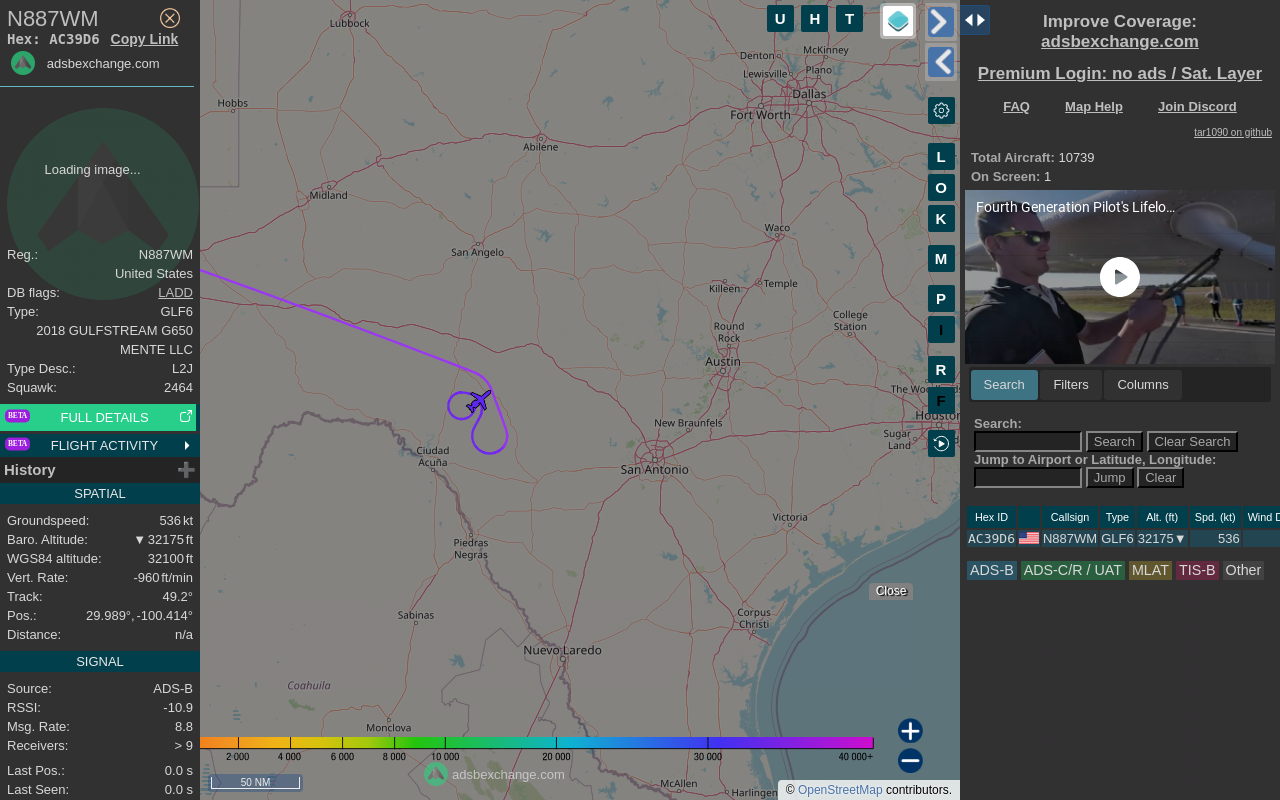 N887WM
Hex: AC39D6 Copy Link
adsbexchange.com
Loading image...
Reg.: N887WM
United States
DB flags: LADD
Type: GLF6
2018 GULFSTREAM G650
MENTE LLC
Type Desc.: L2J
Squawk: 2464
BETA FULL DETAILS
BETA FLIGHT ACTIVITY
History
SPATIAL
Groundspeed: 536 kt
Baro. Altitude: ▼ 32175 ft
WGS84 altitude: 32100 ft
Vert. Rate: -960 ft/min
Track: 49.2°
Pos.: 29.989°, -100.414°
Distance: n/a
SIGNAL
Source: ADS-B
RSSI: -10.9
Msg. Rate: 8.8
Receivers: > 9
Last Pos.: 0.0 s
Last Seen: 0.0 s
U H T
Lubbock
McKinney
Denton
Plano
Lewisville
Dallas
Hobbs
Fort Worth
Abilene
Midland
Waco
San Angelo
Killeen
Temple
College
Station
Round
Rock
Austin
The Woodlands
Houston
New Braunfels
Sugar
Land
Ciudad
Acuña
San Antonio
Victoria
Piedras
Negras
Sabinas
Corpus
Christi
Nuevo Laredo
Coahuila
Monclova
McAllen
Harlingen
L
O
K
M
P
I
R
F
Close
2 000 4 000 6 000 8 000 10 000 20 000 30 000 40 000+
50 NM
adsbexchange.com
© OpenStreetMap contributors.
Improve Coverage:
adsbexchange.com
Premium Login: no ads / Sat. Layer
FAQ Map Help Join Discord
tar1090 on github
Total Aircraft: 10739
On Screen: 1
Fourth Generation Pilot's Lifelo...
Search Filters Columns
Search:
Search Clear Search
Jump to Airport or Latitude, Longitude:
Jump Clear
Hex ID Callsign Type Alt. (ft) Spd. (kt) Wind D
AC39D6 N887WM GLF6 32175▼ 536
ADS-B ADS-C/R / UAT MLAT TIS-B Other